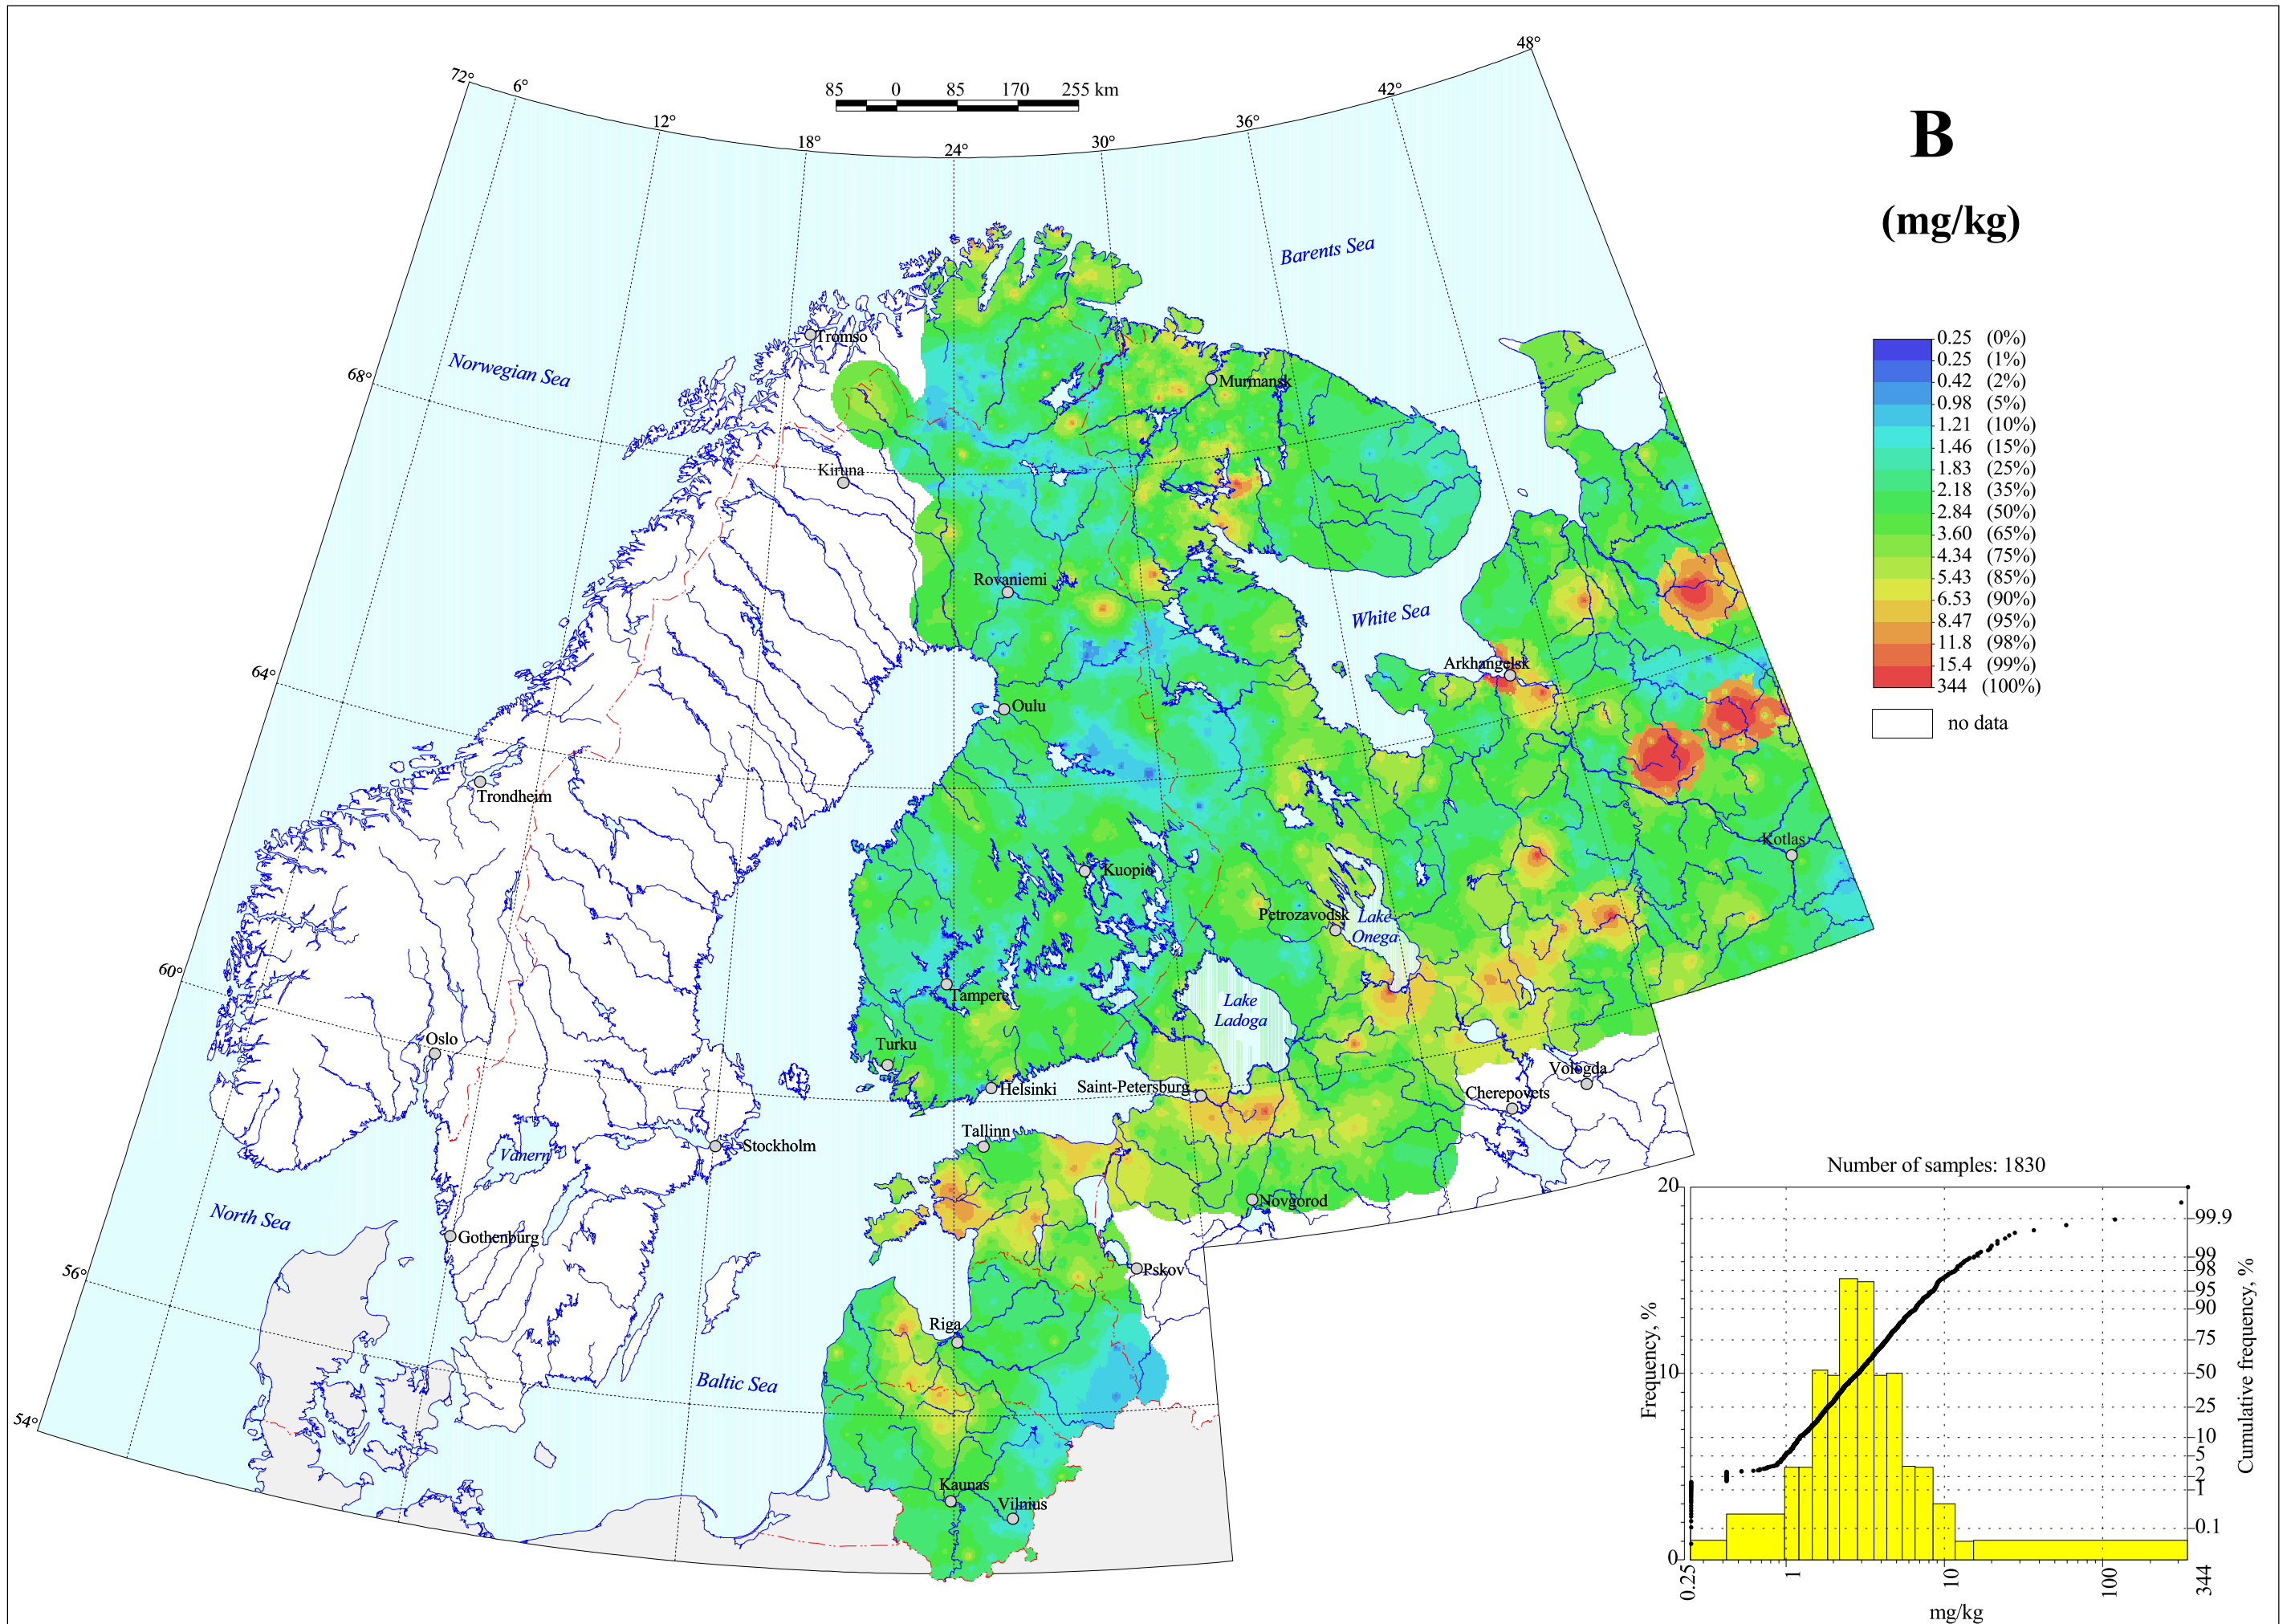 48°
72°
6°
42°
36°
12°
18°
24°
30°
85 0 85 170 255 km
B
(mg/kg)
Barents Sea
Tromso
Norwegian Sea
68°
Murmansk
0.25 (0%)
0.25 (1%)
0.42 (2%)
0.98 (5%)
1.21 (10%)
1.46 (15%)
1.83 (25%)
2.18 (35%)
2.84 (50%)
3.60 (65%)
4.34 (75%)
5.43 (85%)
6.53 (90%)
8.47 (95%)
11.8 (98%)
15.4 (99%)
344 (100%)
no data
Kiruna
Rovaniemi
White Sea
Arkhangelsk
64°
Oulu
Trondheim
Kotlas
Kuopio
Petrozavodsk
Lake
Onega
60°
Tampere
Lake
Ladoga
Oslo
Turku
Helsinki
Saint-Petersburg
Vologda
Cherepovets
Tallinn
Stockholm
Vanern
Novgorod
North Sea
Gothenburg
56°
Pskov
Riga
Baltic Sea
54°
Kaunas
Vilnius
Number of samples: 1830
20
10
0
Frequency, %
99.9
99
98
95
90
75
50
25
10
5
2
1
0.1
Cumulative frequency, %
0.25
1
10
100
344
mg/kg